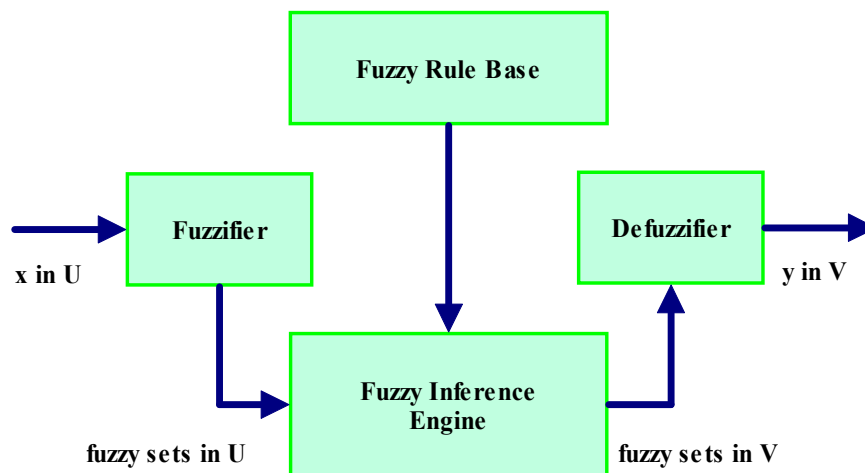 Fuzzy Rule Base
Fuzzifier
Defuzzifier
x in U
y in V
Fuzzy Inference
Engine
fuzzy sets in U
fuzzy sets in V